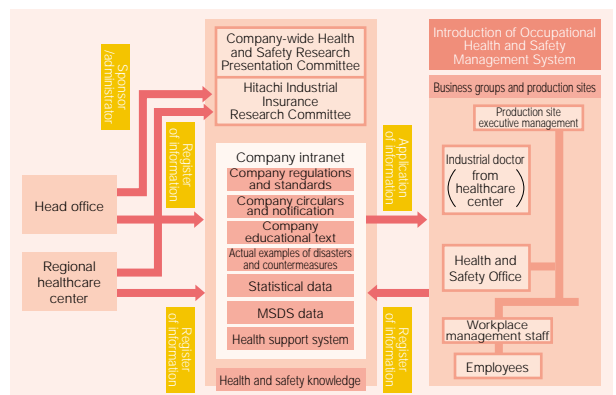 Sponsor
/administrator
Register
of information
Head office
Regional
healthcare
center
Register
of information
Company-wide Health
and Safety Research
Presentation Committee
Hitachi Industrial
Insurance
Research Committee
Company intranet
Company regulations
and standards
Company circulars
and notification
Company
educational text
Actual examples of disasters
and countermeasures
Statistical data
MSDS data
Health support system
Health and safety knowledge
Application
of information
Register
of information
Introduction of Occupational
Health and Safety
Management System
Business groups and production sites
Production site
executive management
Industrial doctor
(from
healthcare
center)
Health and
Safety Office
Workplace
management staff
Employees